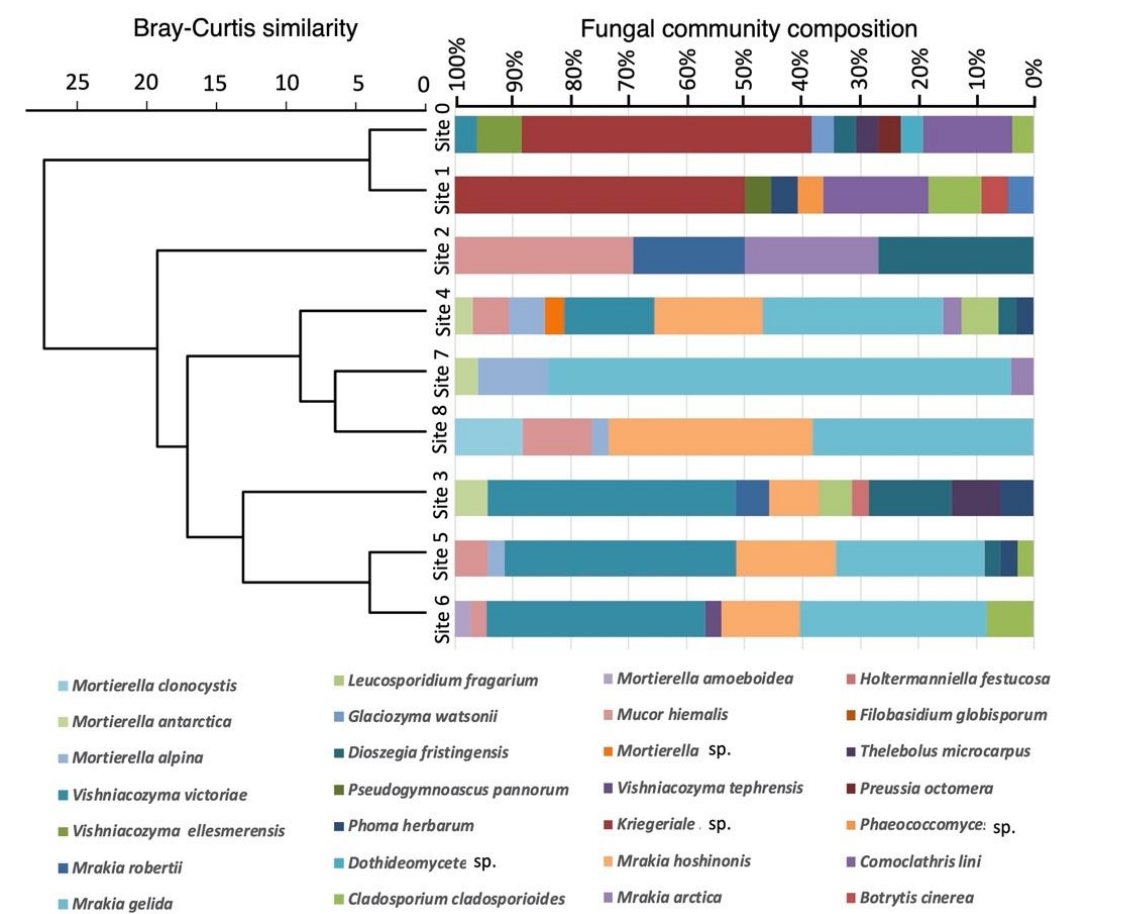 Bray-Curtis similarity
Fungal community composition
25 20 15 10 5 0
100% 90% 80% 70% 60% 50% 40% 30% 20% 10% 0%
Site 0
Site 1
Site 2
Site 4
Site 7
Site 8
Site 3
Site 5
Site 6
Mortierella clonocystis
Mortierella antarctica
Mortierella alpina
Vishniacozyma victoriae
Vishniacozyma ellesmerensis
Mrakia robertii
Mrakia gelida
Leucosporidium fragarium
Glaciozyma watsonii
Dioszegia fristingensis
Pseudogymnoascus pannorum
Phoma herbarum
Dothideomycete sp.
Cladosporium cladosporioides
Mortierella amoeboidea
Mucor hiemalis
Mortierella sp.
Vishniacozyma tephrensis
Kriegeriale sp.
Mrakia hoshinonis
Mrakia arctica
Holtermanniella festucosa
Filobasidium globisporum
Thelebolus microcarpus
Preussia octomera
Phaeococcomyces sp.
Comoclathris lini
Botrytis cinerea